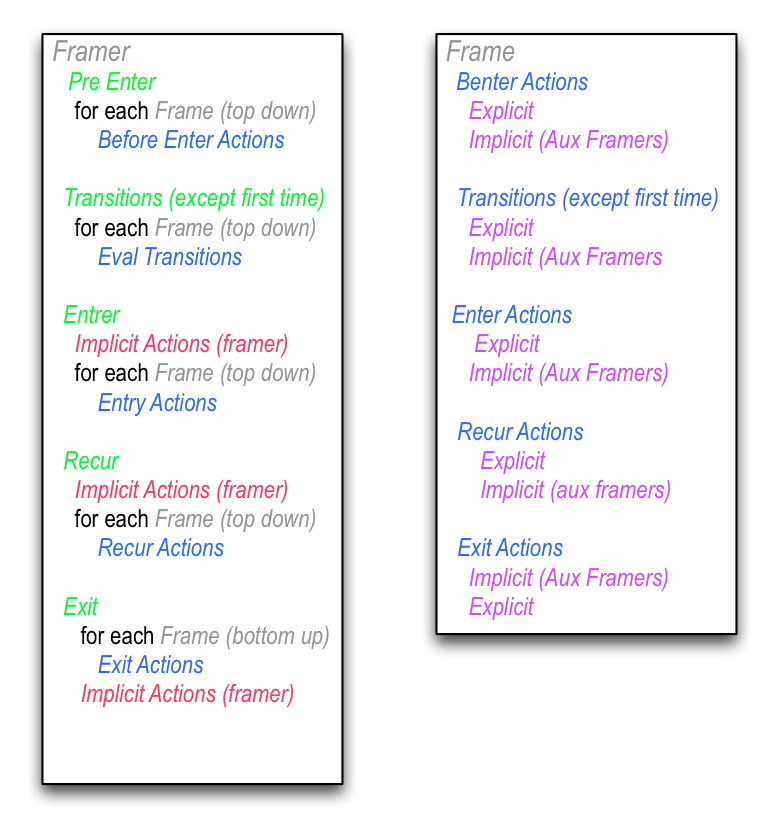 Framer
Pre Enter
for each Frame (top down)
Before Enter Actions
Transitions (except first time)
for each Frame (top down)
Eval Transitions
Entrer
Implicit Actions (framer)
for each Frame (top down)
Entry Actions
Recur
Implicit Actions (framer)
for each Frame (top down)
Recur Actions
Exit
for each Frame (bottom up)
Exit Actions
Implicit Actions (framer)
Frame
Benter Actions
Explicit
Implicit (Aux Framers)
Transitions (except first time)
Explicit
Implicit (Aux Framers
Enter Actions
Explicit
Implicit (Aux Framers)
Recur Actions
Explicit
Implicit (aux framers)
Exit Actions
Implicit (Aux Framers)
Explicit